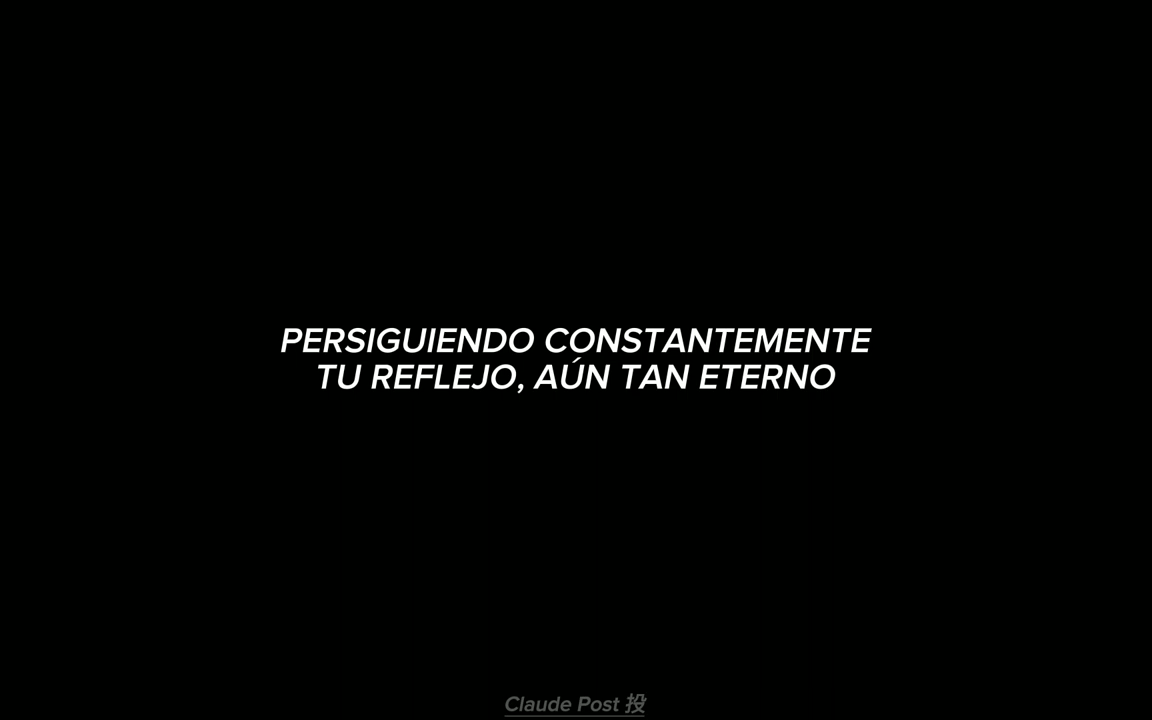 PERSIGUIENDO CONSTANTEMENTE
TU REFLEJO, AÚN TAN ETERNO
Claude Post 投